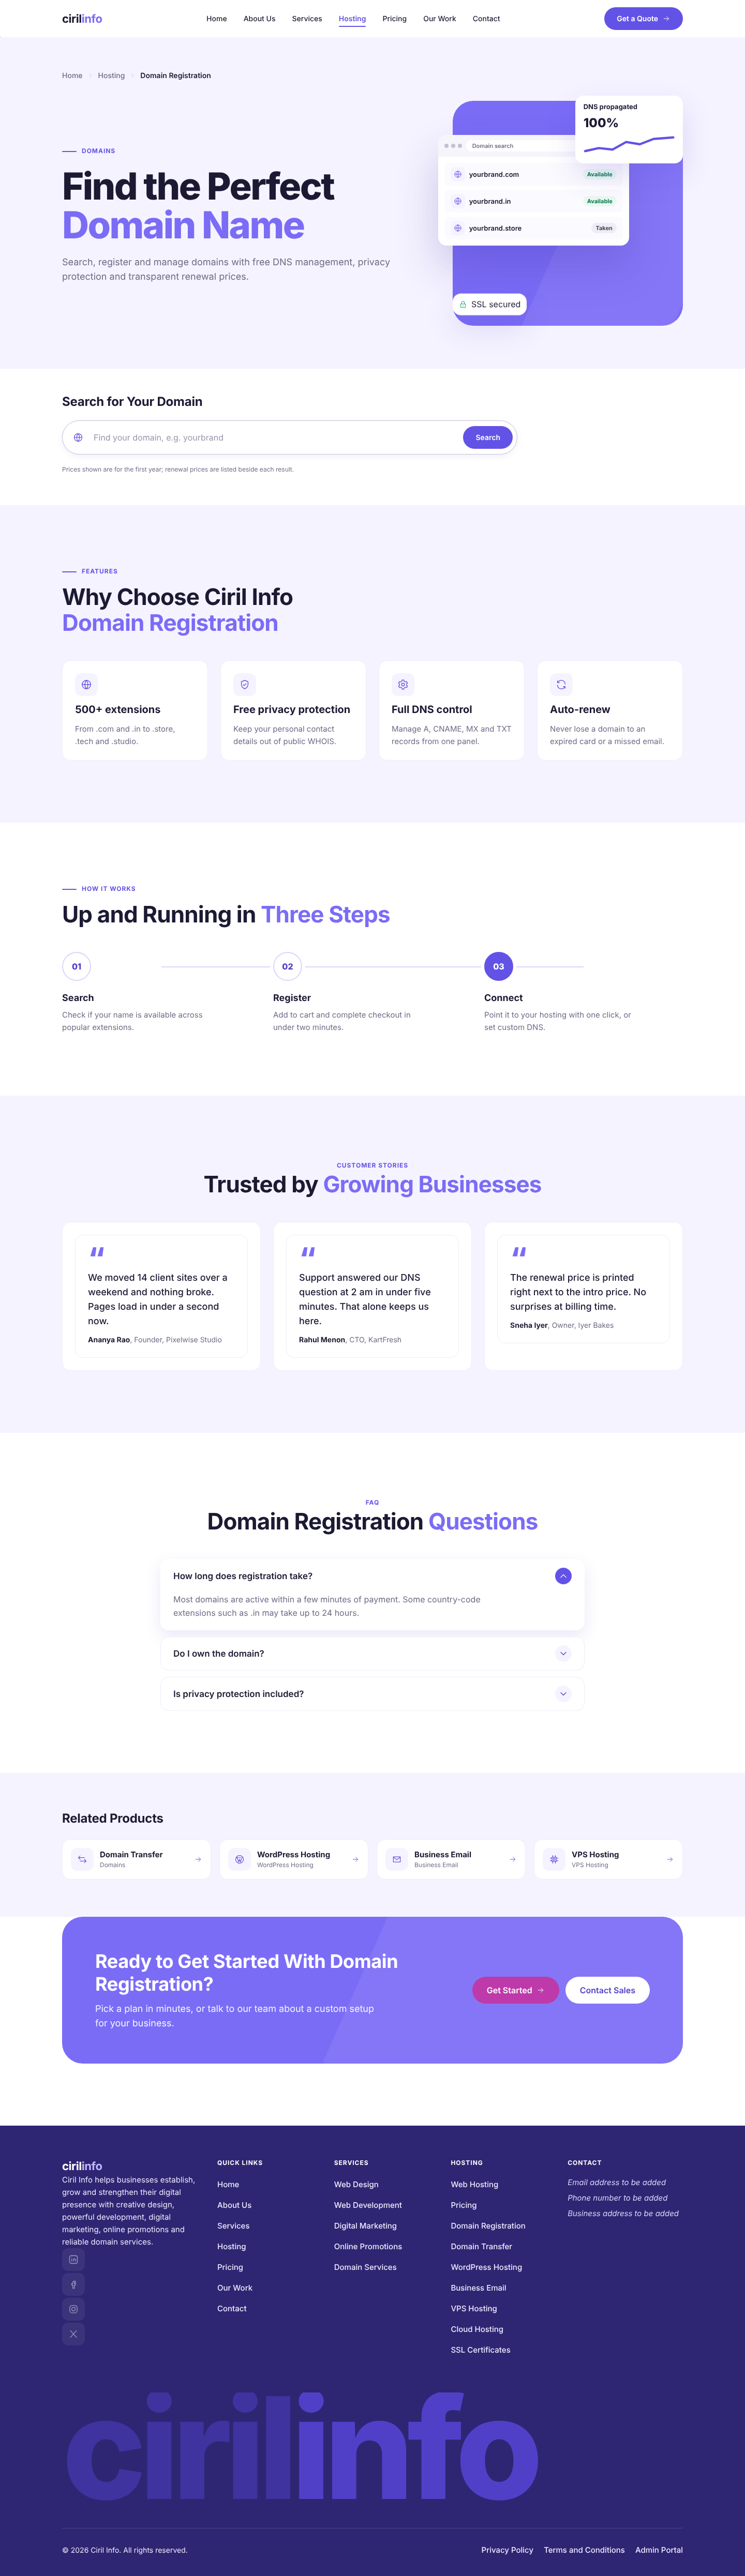 cirilinfo
Home About Us Services Hosting Pricing Our Work Contact
Get a Quote
Home Hosting Domain Registration
DOMAINS
Find the Perfect
Domain Name
Search, register and manage domains with free DNS management, privacy
protection and transparent renewal prices.
DNS propagated
100%
Domain search
yourbrand.com Available
yourbrand.in Available
yourbrand.store Taken
SSL secured
Search for Your Domain
Find your domain, e.g. yourbrand
Search
Prices shown are for the first year; renewal prices are listed beside each result.
FEATURES
Why Choose Ciril Info
Domain Registration
500+ extensions
From .com and .in to .store,
.tech and .studio.
Free privacy protection
Keep your personal contact
details out of public WHOIS.
Full DNS control
Manage A, CNAME, MX and TXT
records from one panel.
Auto-renew
Never lose a domain to an
expired card or a missed email.
HOW IT WORKS
Up and Running in Three Steps
01
Search
Check if your name is available across
popular extensions.
02
Register
Add to cart and complete checkout in
under two minutes.
03
Connect
Point it to your hosting with one click, or
set custom DNS.
CUSTOMER STORIES
Trusted by Growing Businesses
“
We moved 14 client sites over a
weekend and nothing broke.
Pages load in under a second
now.
Ananya Rao, Founder, Pixelwise Studio
“
Support answered our DNS
question at 2 am in under five
minutes. That alone keeps us
here.
Rahul Menon, CTO, KartFresh
“
The renewal price is printed
right next to the intro price. No
surprises at billing time.
Sneha Iyer, Owner, Iyer Bakes
FAQ
Domain Registration Questions
How long does registration take?
Most domains are active within a few minutes of payment. Some country-code
extensions such as .in may take up to 24 hours.
Do I own the domain?
Is privacy protection included?
Related Products
Domain Transfer
Domains
WordPress Hosting
WordPress Hosting
Business Email
Business Email
VPS Hosting
VPS Hosting
Ready to Get Started With Domain
Registration?
Pick a plan in minutes, or talk to our team about a custom setup
for your business.
Get Started
Contact Sales
cirilinfo
Ciril Info helps businesses establish,
grow and strengthen their digital
presence with creative design,
powerful development, digital
marketing, online promotions and
reliable domain services.
QUICK LINKS
Home
About Us
Services
Hosting
Pricing
Our Work
Contact
SERVICES
Web Design
Web Development
Digital Marketing
Online Promotions
Domain Services
HOSTING
Web Hosting
Pricing
Domain Registration
Domain Transfer
WordPress Hosting
Business Email
VPS Hosting
Cloud Hosting
SSL Certificates
CONTACT
Email address to be added
Phone number to be added
Business address to be added
cirilinfo
© 2026 Ciril Info. All rights reserved.
Privacy Policy Terms and Conditions Admin Portal